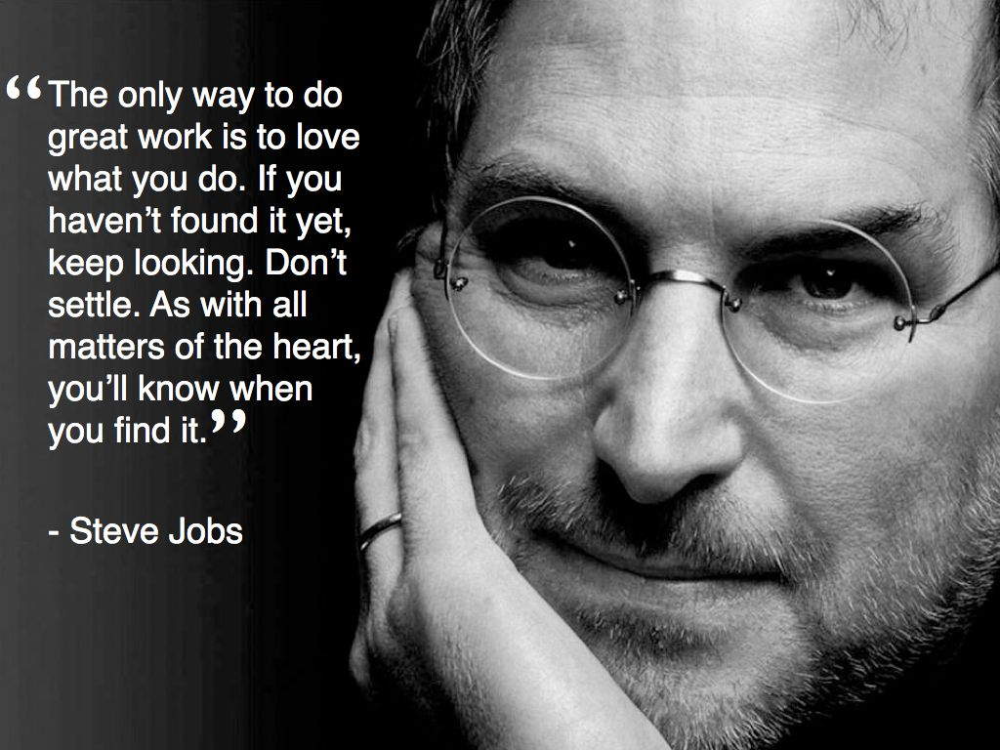 “The only way to do
great work is to love
what you do. If you
haven’t found it yet,
keep looking. Don’t
settle. As with all
matters of the heart,
you’ll know when
you find it.”
- Steve Jobs